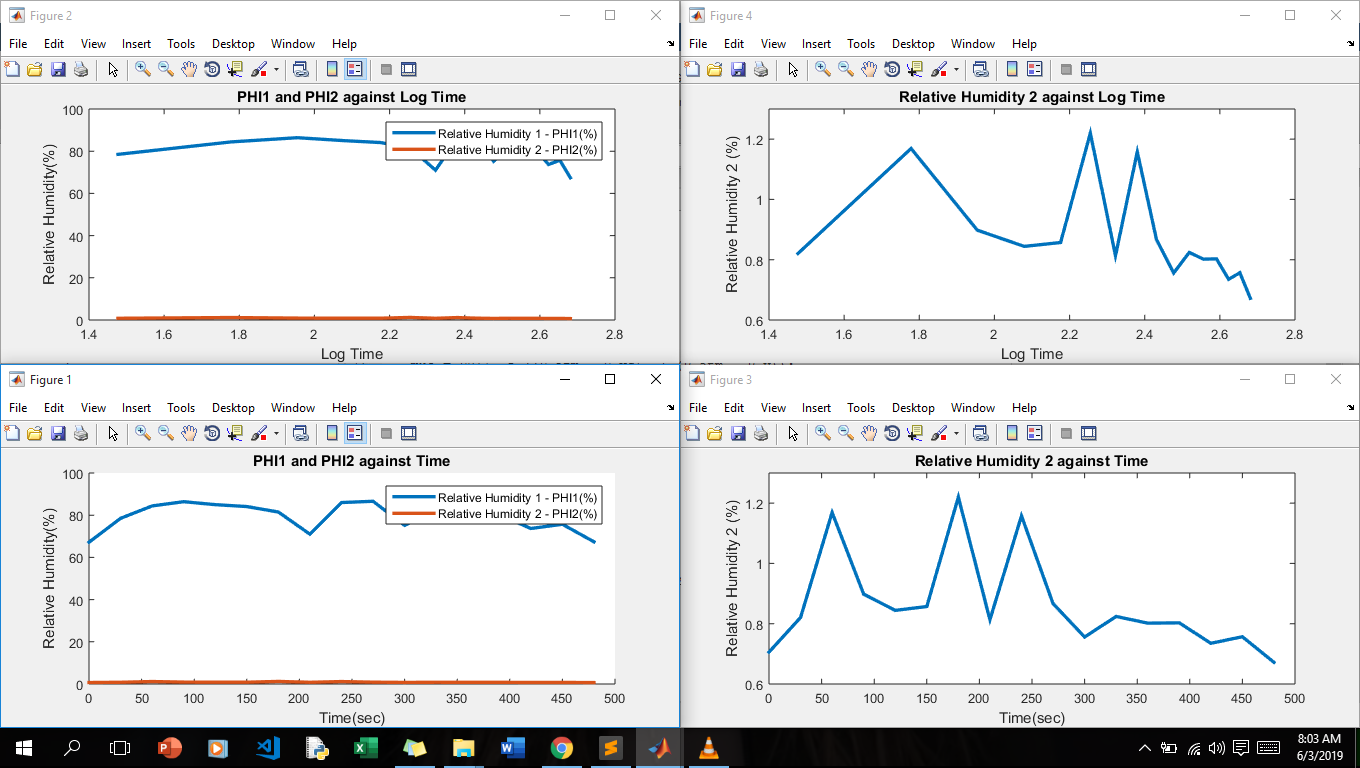 Figure 2
File Edit View Insert Tools Desktop Window Help
PHI1 and PHI2 against Log Time
Relative Humidity(%)
100
80
60
40
20
0
Relative Humidity 1 - PHI1(%)
Relative Humidity 2 - PHI2(%)
1.4 1.6 1.8 2 2.2 2.4 2.6 2.8
Log Time
Figure 4
File Edit View Insert Tools Desktop Window Help
Relative Humidity 2 against Log Time
Relative Humidity 2 (%)
1.2
1
0.8
0.6
1.4 1.6 1.8 2 2.2 2.4 2.6 2.8
Log Time
Figure 1
File Edit View Insert Tools Desktop Window Help
PHI1 and PHI2 against Time
Relative Humidity(%)
100
80
60
40
20
0
Relative Humidity 1 - PHI1(%)
Relative Humidity 2 - PHI2(%)
0 50 100 150 200 250 300 350 400 450 500
Time(sec)
Figure 3
File Edit View Insert Tools Desktop Window Help
Relative Humidity 2 against Time
Relative Humidity 2 (%)
1.2
1
0.8
0.6
0 50 100 150 200 250 300 350 400 450 500
Time(sec)
8:03 AM
6/3/2019